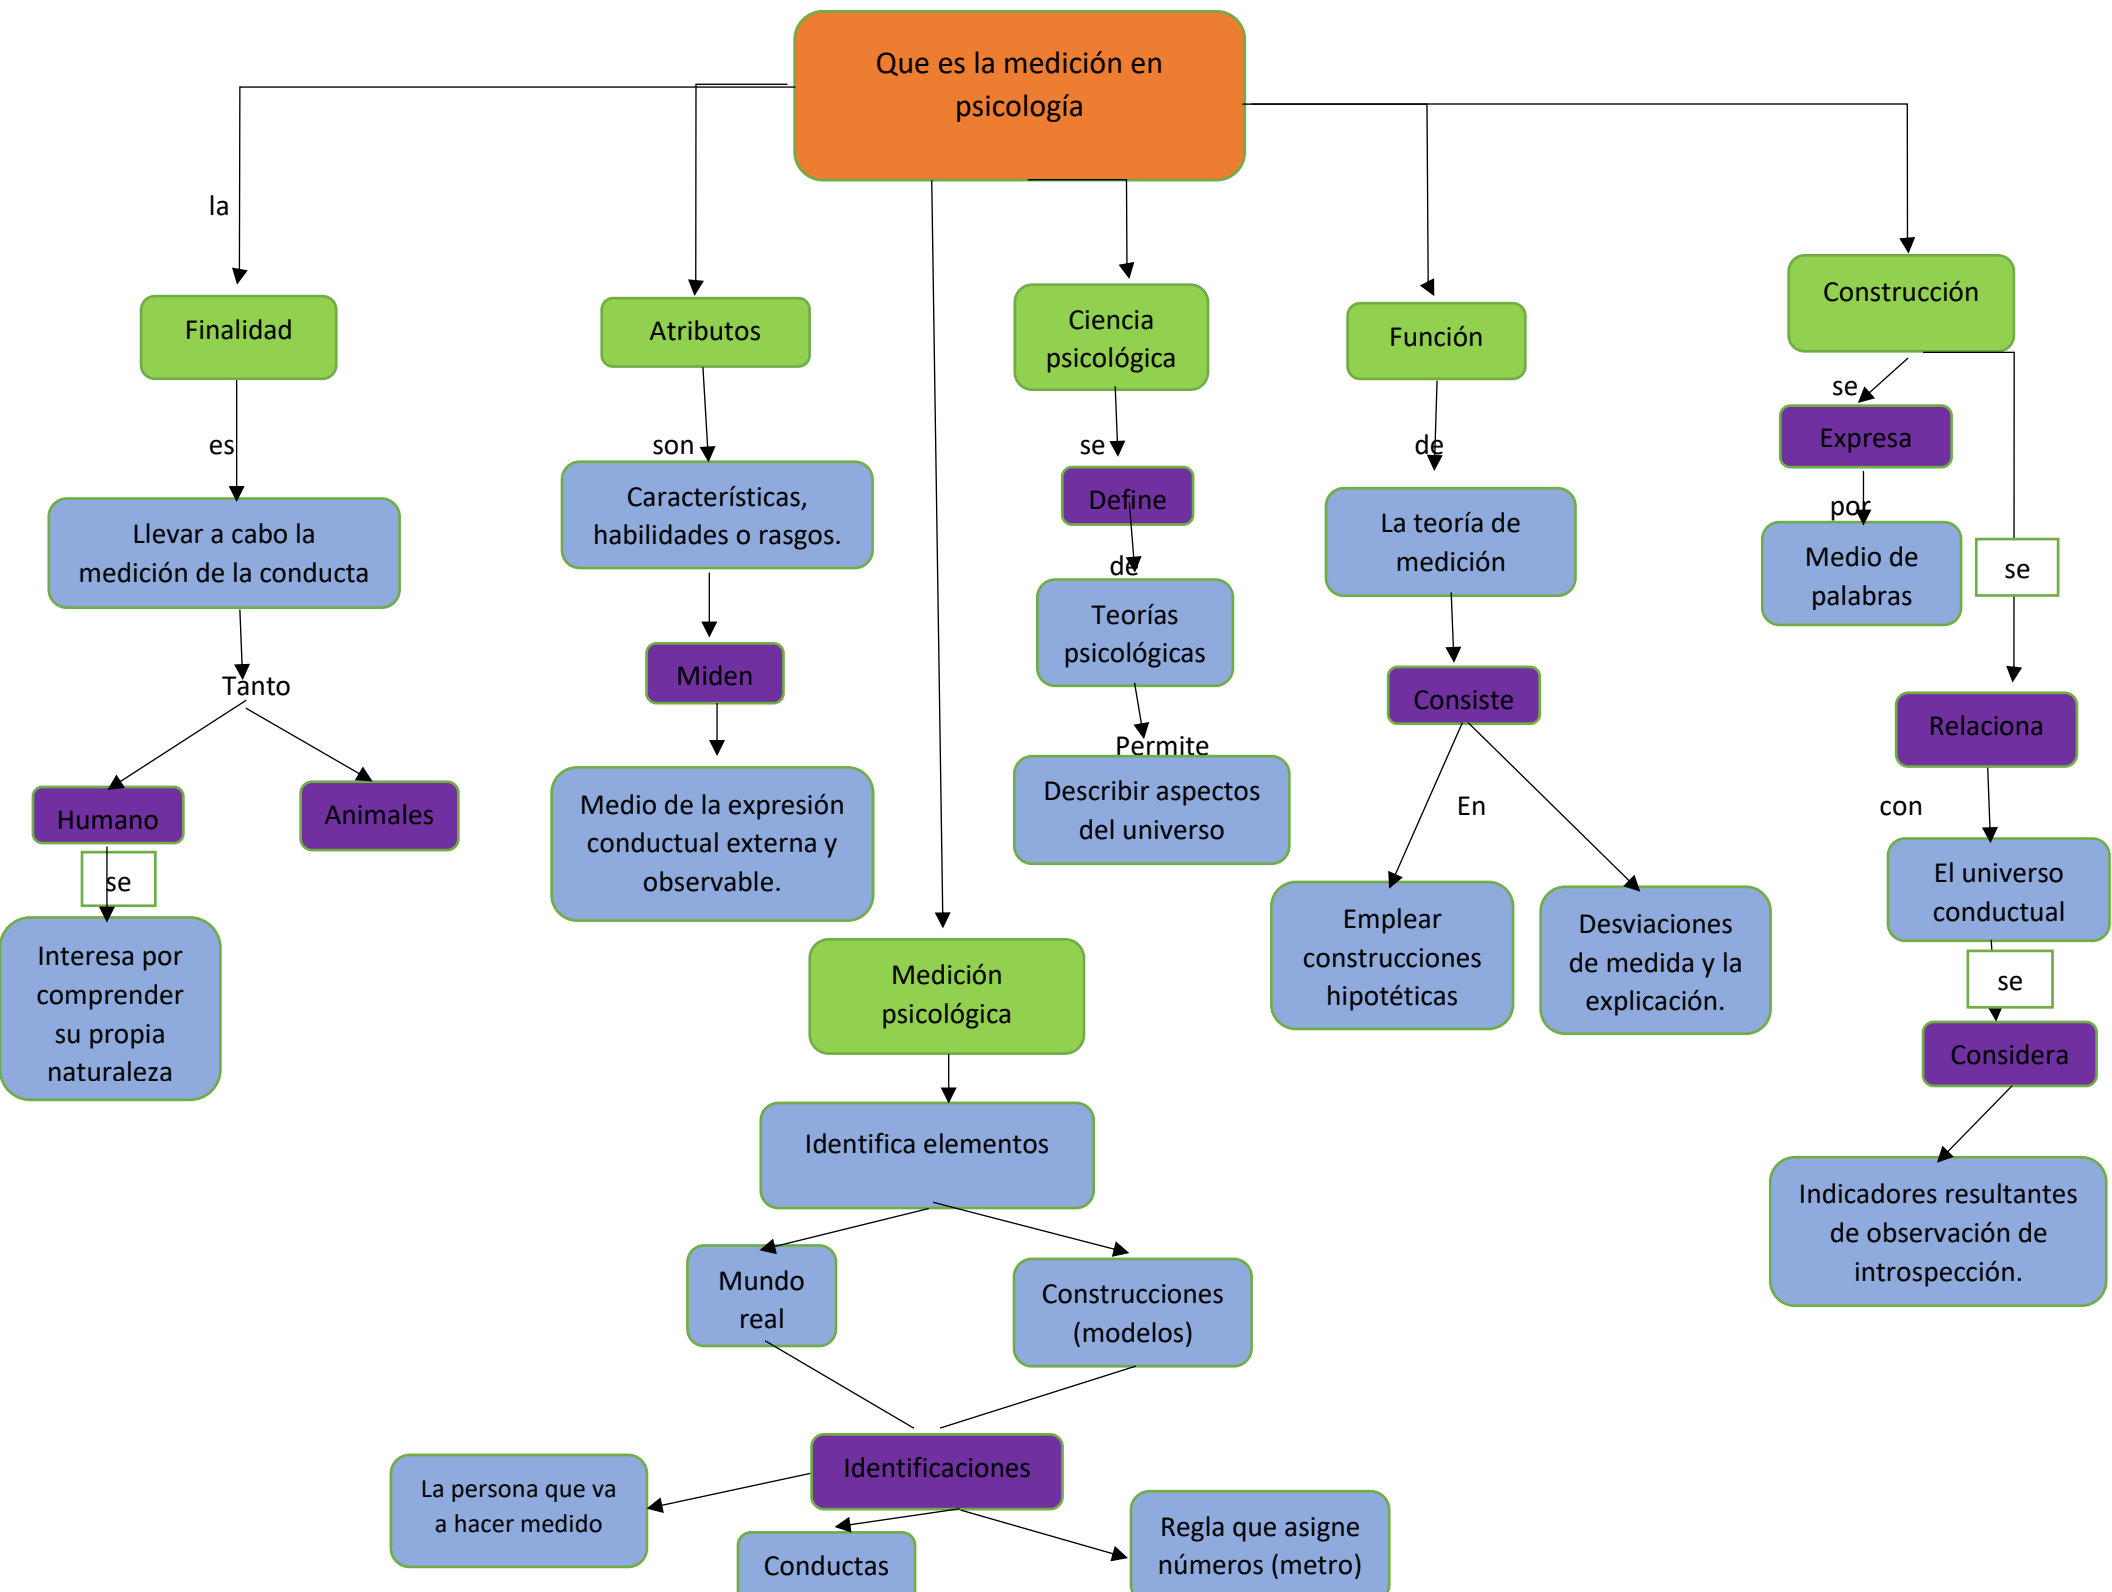 Que es la medición en
psicología
la
Finalidad
es
Llevar a cabo la
medición de la conducta
Tanto
Humano
Animales
se
Interesa por
comprender
su propia
naturaleza
Atributos
son
Características,
habilidades o rasgos.
Miden
Medio de la expresión
conductual externa y
observable.
Medición
psicológica
Identifica elementos
Mundo
real
Construcciones
(modelos)
Identificaciones
La persona que va
a hacer medido
Conductas
Regla que asigne
números (metro)
Ciencia
psicológica
se
Define
de
Teorías
psicológicas
Permite
Describir aspectos
del universo
Función
de
La teoría de
medición
Consiste
En
Emplear
construcciones
hipotéticas
Desviaciones
de medida y la
explicación.
Construcción
se
Expresa
por
Medio de
palabras
se
Relaciona
con
El universo
conductual
se
Considera
Indicadores resultantes
de observación de
introspección.